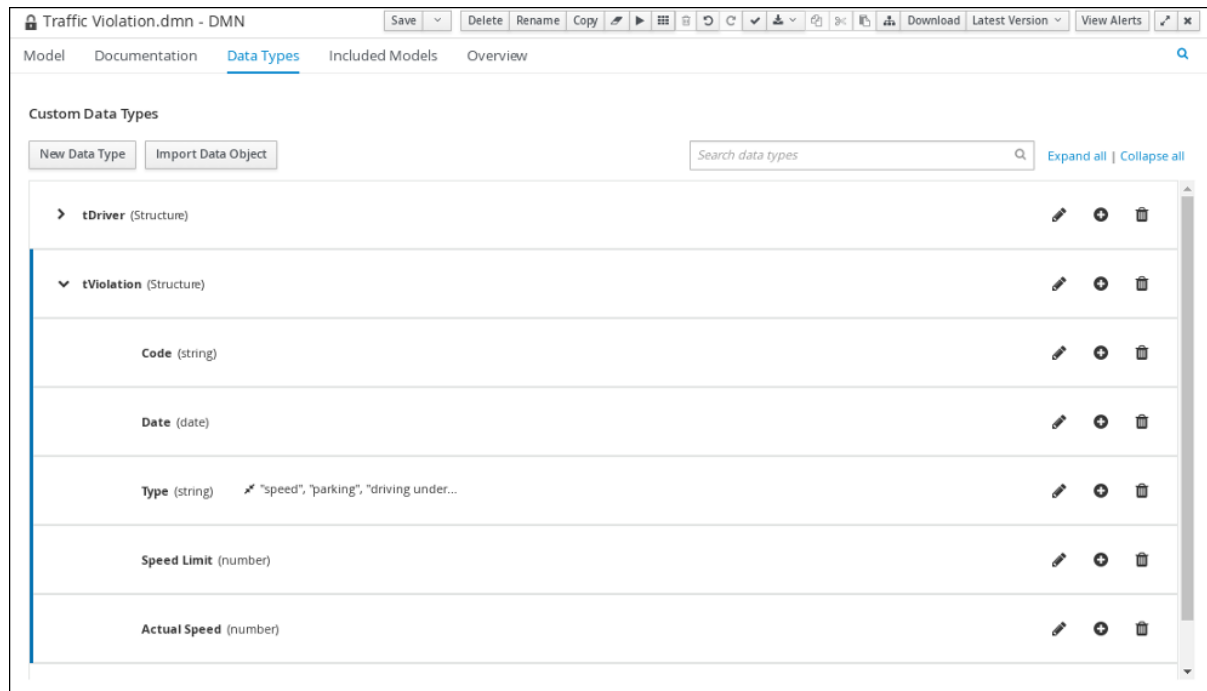 Traffic Violation.dmn - DMN
Save Delete Rename Copy Download Latest Version View Alerts
Model Documentation Data Types Included Models Overview
Custom Data Types
New Data Type Import Data Object Search data types Expand all | Collapse all
tDriver (Structure)
tViolation (Structure)
Code (string)
Date (date)
Type (string) "speed", "parking", "driving under...
Speed Limit (number)
Actual Speed (number)